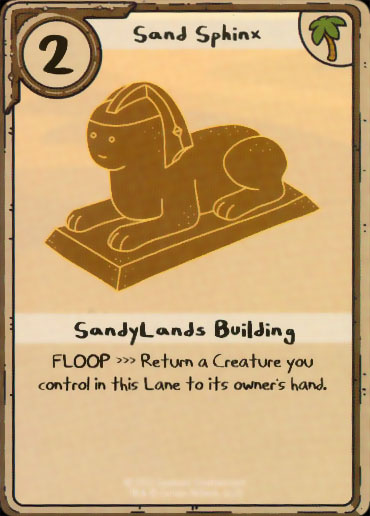 2
Sand Sphinx
SandyLands Building
FLOOP >>> Return a Creature you
control in this Lane to its owner's hand.